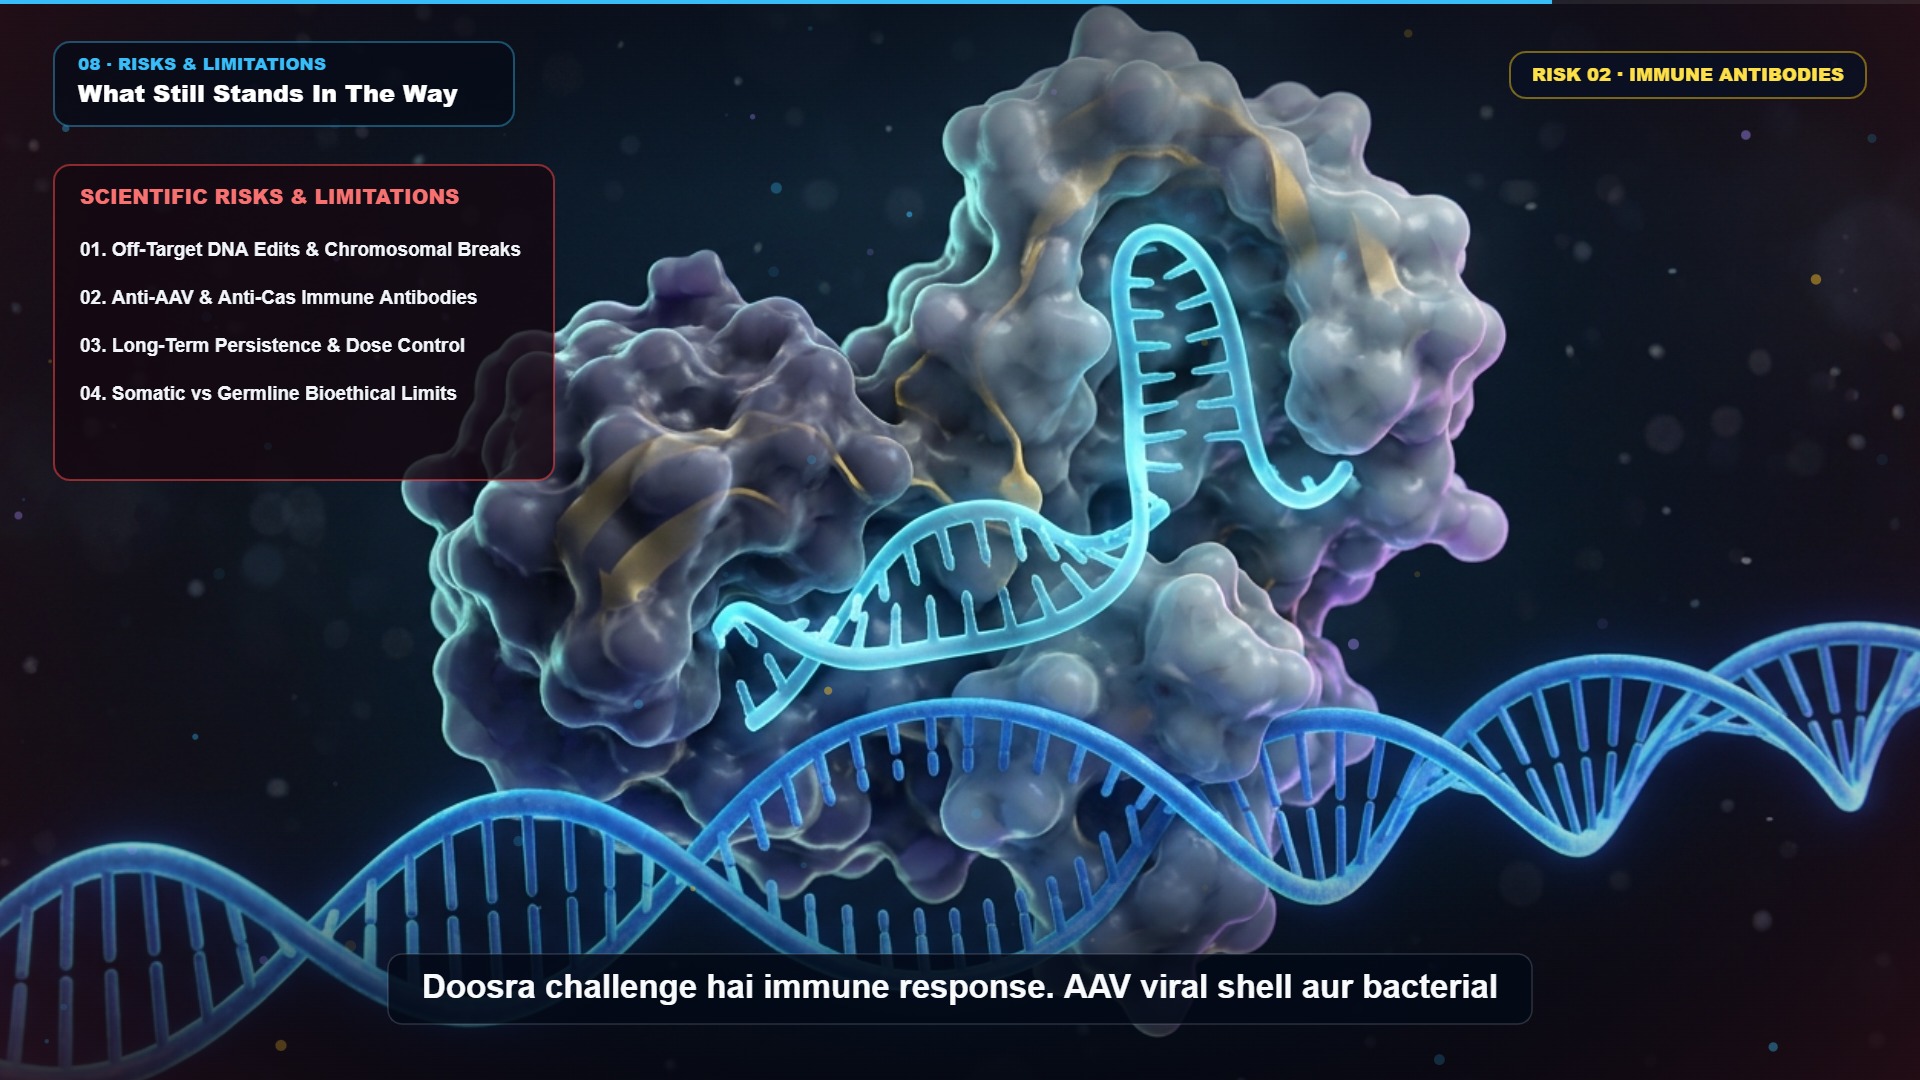 08 · RISKS & LIMITATIONS
What Still Stands In The Way
RISK 02 · IMMUNE ANTIBODIES
SCIENTIFIC RISKS & LIMITATIONS
01. Off-Target DNA Edits & Chromosomal Breaks
02. Anti-AAV & Anti-Cas Immune Antibodies
03. Long-Term Persistence & Dose Control
04. Somatic vs Germline Bioethical Limits
Doosra challenge hai immune response. AAV viral shell aur bacterial